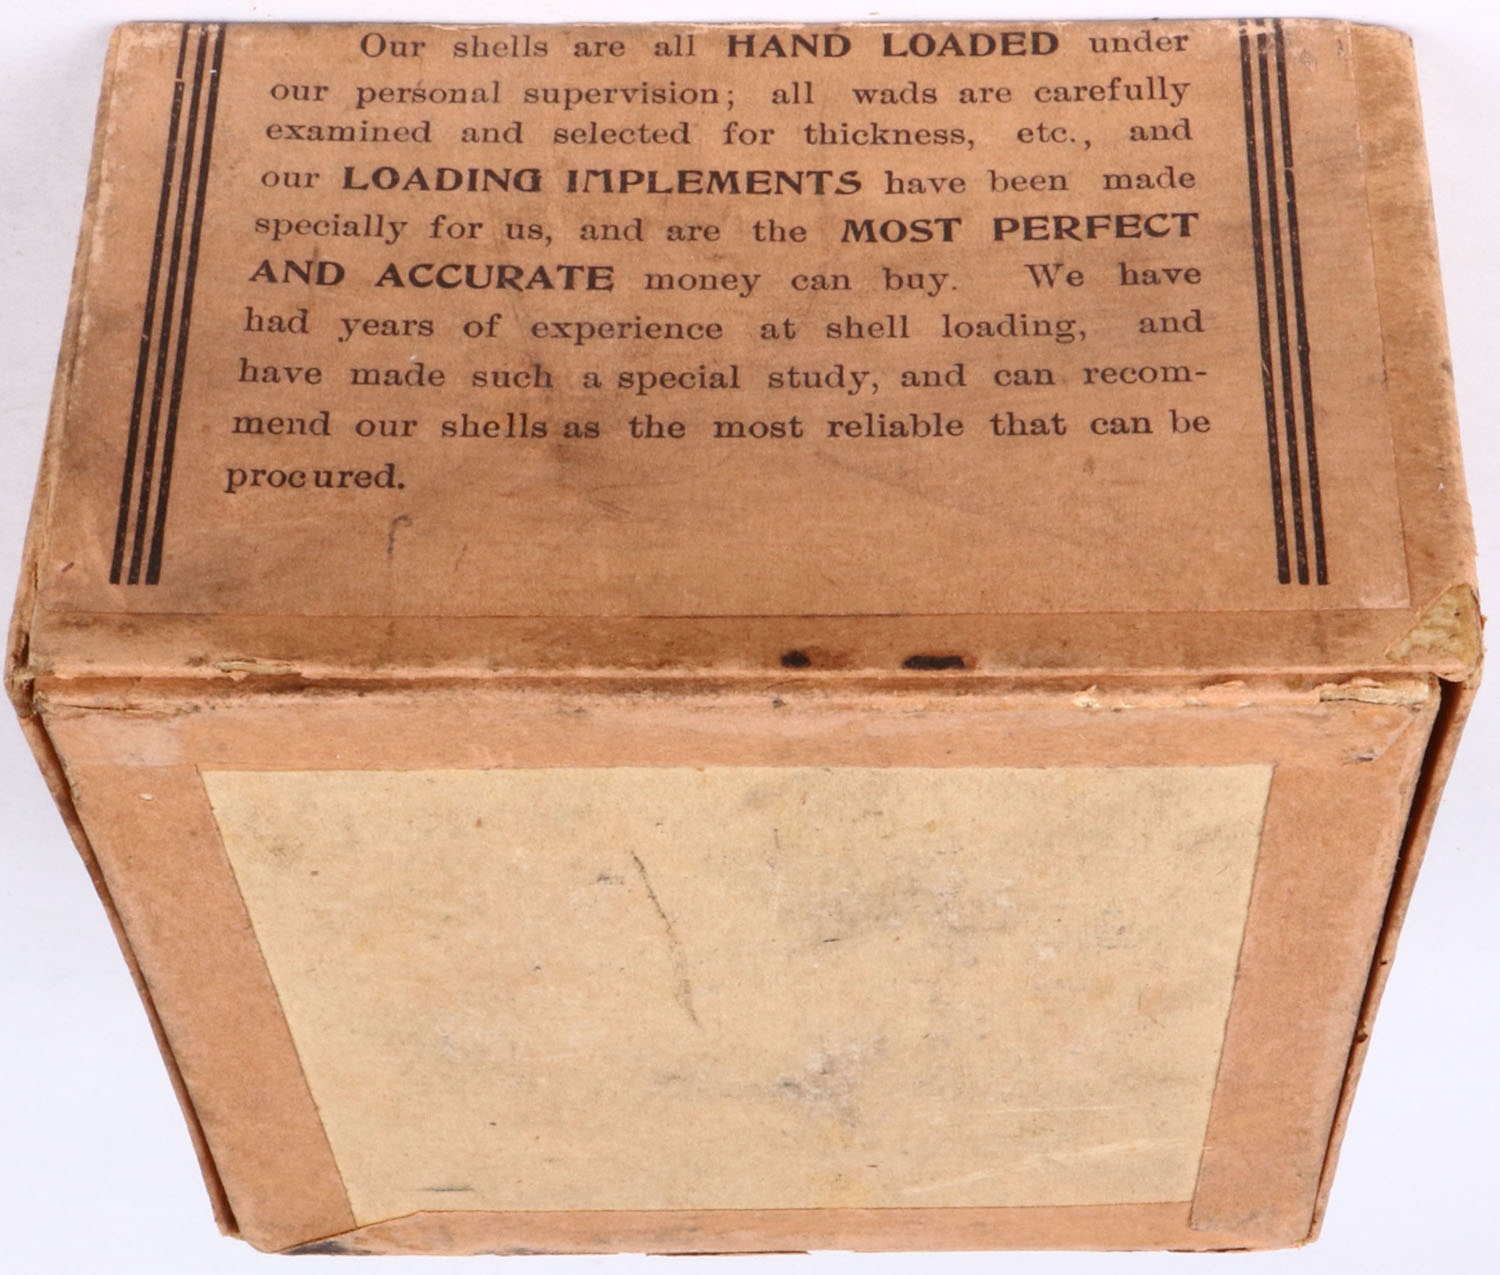 Our shells are all HAND LOADED under
our personal supervision; all wads are carefully
examined and selected for thickness, etc., and
our LOADING IMPLEMENTS have been made
specially for us, and are the MOST PERFECT
AND ACCURATE money can buy. We have
had years of experience at shell loading, and
have made such a special study, and can recom-
mend our shells as the most reliable that can be
procured.